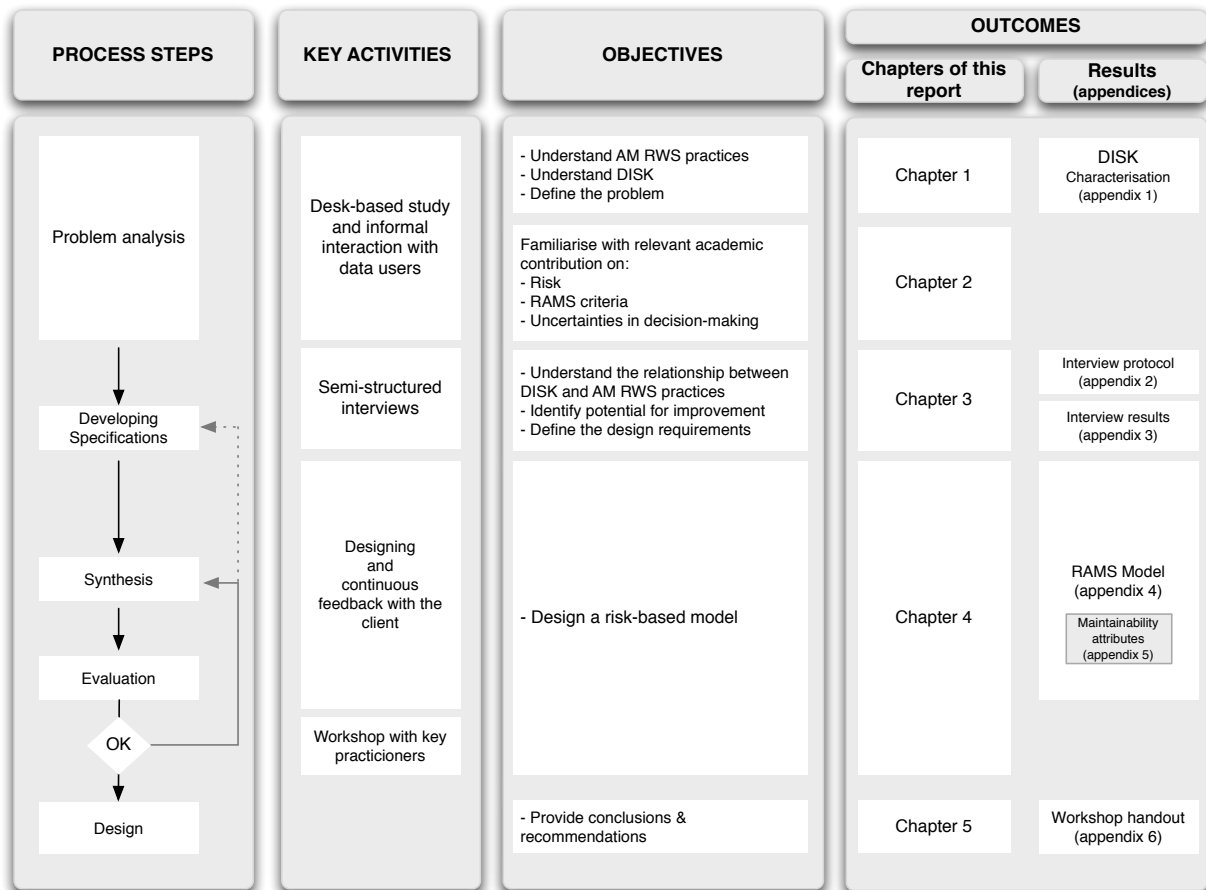 PROCESS STEPS
KEY ACTIVITIES
OBJECTIVES
OUTCOMES
Chapters of this
report
Results
(appendices)
Problem analysis
Developing
Specifications
Synthesis
Evaluation
OK
Design
Desk-based study
and informal
interaction with
data users
Semi-structured
interviews
Designing
and
continuous
feedback with the
client
Workshop with key
practicioners
- Understand AM RWS practices
- Understand DISK
- Define the problem
Familiarise with relevant academic
contribution on:
- Risk
- RAMS criteria
- Uncertainties in decision-making
- Understand the relationship between
DISK and AM RWS practices
- Identify potential for improvement
- Define the design requirements
- Design a risk-based model
- Provide conclusions &
recommendations
Chapter 1
Chapter 2
Chapter 3
Chapter 4
Chapter 5
DISK
Characterisation
(appendix 1)
Interview protocol
(appendix 2)
Interview results
(appendix 3)
RAMS Model
(appendix 4)
Maintainability
attributes
(appendix 5)
Workshop handout
(appendix 6)